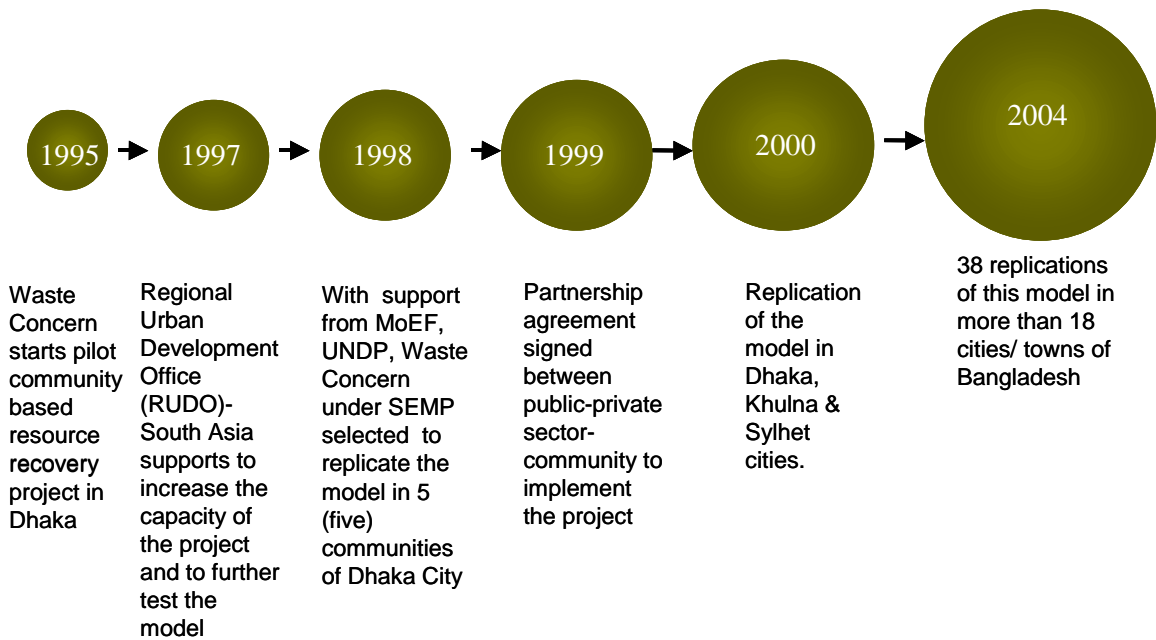 1995
1997
1998
1999
2000
2004
Waste
Concern
starts pilot
community
based
resource
recovery
project in
Dhaka
Regional
Urban
Development
Office
(RUDO)-
South Asia
supports to
increase the
capacity of
the project
and to further
test the
model
With support
from MoEF,
UNDP, Waste
Concern
under SEMP
selected to
replicate the
model in 5
(five)
communities
of Dhaka City
Partnership
agreement
signed
between
public-private
sector-
community to
implement
the project
Replication
of the
model in
Dhaka,
Khulna &
Sylhet
cities.
38 replications
of this model in
more than 18
cities/ towns of
Bangladesh